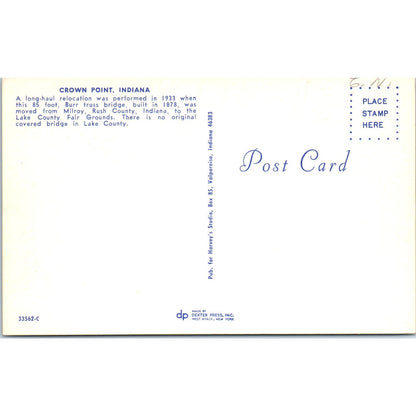 CROWN POINT, INDIANA
A long-haul relocation was performed in 1933 when
this 85 foot, Burr truss bridge, built in 1878, was
moved from Milroy, Rush County, Indiana, to the
Lake County Fair Grounds. There is no original
covered bridge in Lake County.
PLACE
STAMP
HERE
Post Card
Pub. for Harvey's Studio, Box 85, Valparaiso, Indiana 46383
33562-C
dp
MADE BY
DEXTER PRESS, INC.
WEST NYACK, NEW YORK